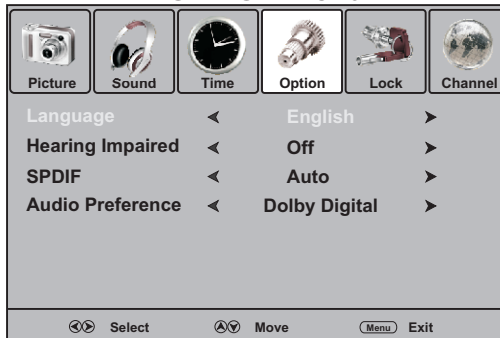 Picture Sound Time Option Lock Channel
Language English
Hearing Impaired Off
SPDIF Auto
Audio Preference Dolby Digital
Select Move Menu Exit